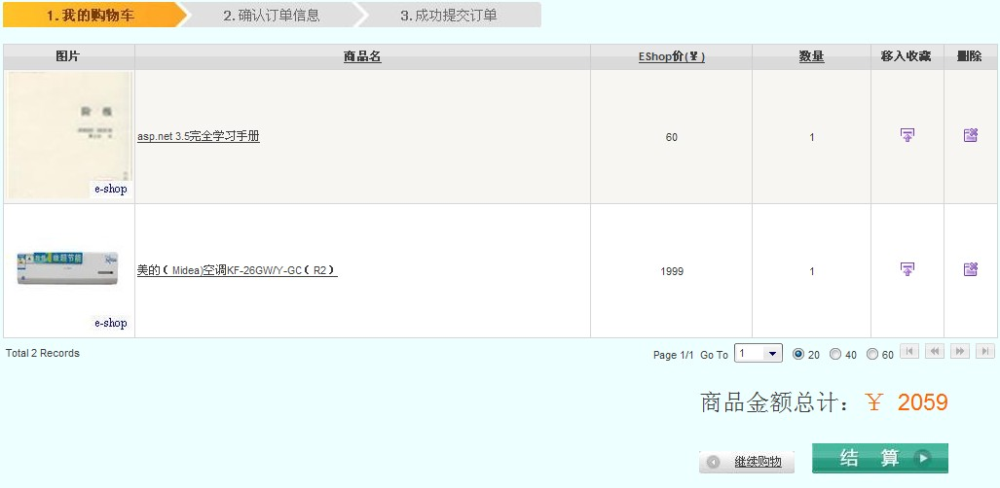 1.我的购物车 2.确认订单信息 3.成功提交订单
图片 商品名 EShop价(￥) 数量 移入收藏 删除
asp.net 3.5完全学习手册 60 1
e-shop
美的（Midea)空调KF-26GW/Y-GC（R2） 1999 1
e-shop
Total 2 Records Page 1/1 Go To 1 20 40 60
商品金额总计：￥ 2059
继续购物 结 算